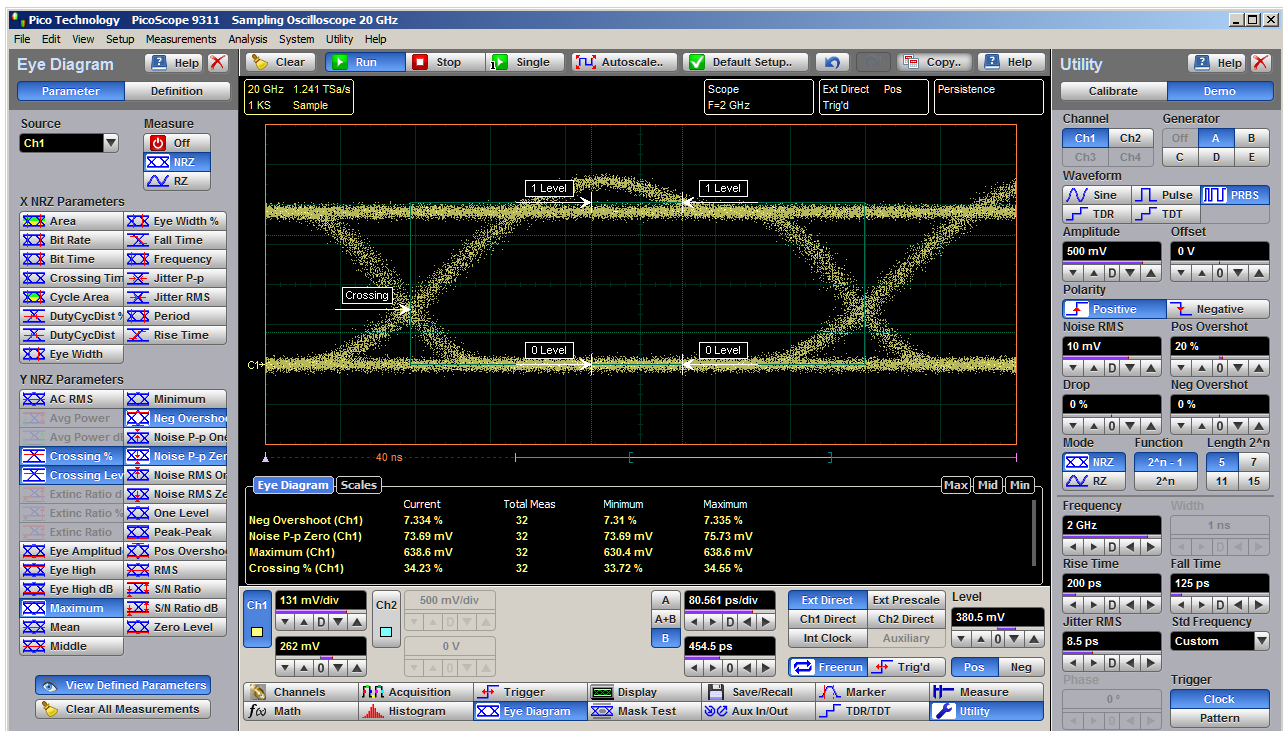 Pico Technology PicoScope 9311 Sampling Oscilloscope 20 GHz
File Edit View Setup Measurements Analysis System Utility Help
Eye Diagram ? Help
Parameter Definition
Source Measure
Ch1 Off
NRZ
RZ
X NRZ Parameters
Area Eye Width %
Bit Rate Fall Time
Bit Time Frequency
Crossing Tim Jitter P-p
Cycle Area Jitter RMS
DutyCycDist % Period
DutyCycDist Rise Time
Eye Width
Y NRZ Parameters
AC RMS Minimum
Avg Power Neg Overshoo
Avg Power dB Noise P-p One
Crossing % Noise P-p Zer
Crossing Lev Noise RMS On
Extinc Ratio d Noise RMS Ze
Extinc Ratio % One Level
Extinc Ratio Peak-Peak
Eye Amplitud Pos Overshoo
Eye High RMS
Eye High dB S/N Ratio
Maximum S/N Ratio dB
Mean Zero Level
Middle
View Defined Parameters
Clear All Measurements
Clear Run Stop Single Autoscale.. Default Setup.. Copy.. ? Help
20 GHz 1.241 TSa/s
1 KS Sample
Scope
F=2 GHz
Ext Direct Pos
Trig'd
Persistence
1 Level 1 Level
Crossing
0 Level 0 Level
C1
40 ns
Eye Diagram Scales Max Mid Min
Current Total Meas Minimum Maximum
Neg Overshoot (Ch1) 7.334 % 32 7.31 % 7.335 %
Noise P-p Zero (Ch1) 73.69 mV 32 73.69 mV 75.73 mV
Maximum (Ch1) 638.6 mV 32 630.4 mV 638.6 mV
Crossing % (Ch1) 34.23 % 32 33.72 % 34.55 %
Ch1 131 mV/div Ch2 500 mV/div A 80.561 ps/div Ext Direct Ext Prescale Level
D D A+B D Ch1 Direct Ch2 Direct 380.5 mV
262 mV 0 V B 454.5 ps Int Clock Auxiliary 0
0 0 0 Freerun Trig'd Pos Neg
Channels Acquisition Trigger Display Save/Recall Marker Measure
f(x) Math Histogram Eye Diagram Mask Test Aux In/Out TDR/TDT Utility
Utility ? Help
Calibrate Demo
Channel Generator
Ch1 Ch2 Off A B
Ch3 Ch4 C D E
Waveform
Sine Pulse PRBS
TDR TDT
Amplitude Offset
500 mV 0 V
D 0
Polarity
Positive Negative
Noise RMS Pos Overshot
10 mV 20 %
D 0
Drop Neg Overshot
0 % 0 %
0 0
Mode Function Length 2^n
NRZ 2^n - 1 5 7
RZ 2^n 11 15
Frequency Width
2 GHz 1 ns
D D
Rise Time Fall Time
200 ps 125 ps
D D
Jitter RMS Std Frequency
8.5 ps Custom
D
Phase Trigger
0 ° Clock
0 Pattern